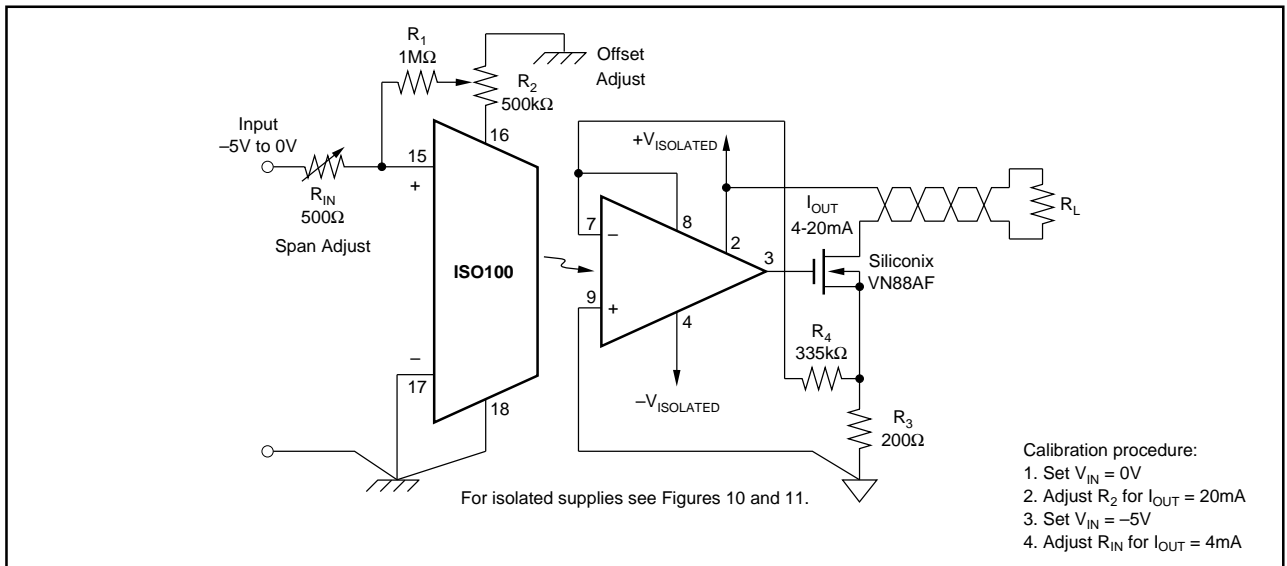 R1
1MΩ
Offset
Adjust
R2
500kΩ
Input
–5V to 0V
16
15
+
RIN
500Ω
Span Adjust
ISO100
–
17
18
+VISOLATED
7
–
8
2
IOUT
4-20mA
RL
3
Siliconix
VN88AF
9
+
4
R4
335kΩ
–VISOLATED
R3
200Ω
For isolated supplies see Figures 10 and 11.
Calibration procedure:
1. Set VIN = 0V
2. Adjust R2 for IOUT = 20mA
3. Set VIN = –5V
4. Adjust RIN for IOUT = 4mA